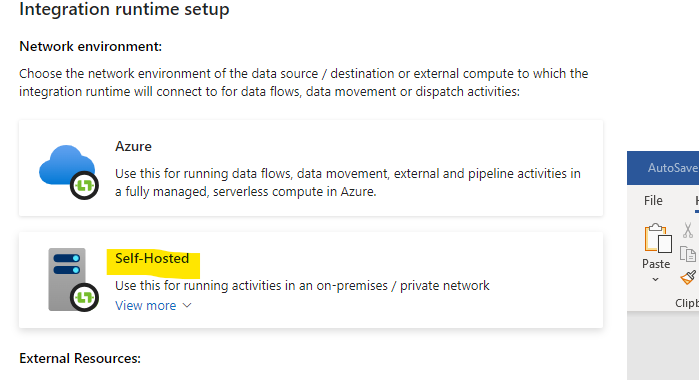 Integration runtime setup
Network environment:
Choose the network environment of the data source / destination or external compute to which the
integration runtime will connect to for data flows, data movement or dispatch activities:
Azure
Use this for running data flows, data movement, external and pipeline activities in
a fully managed, serverless compute in Azure.
Self-Hosted
Use this for running activities in an on-premises / private network
View more
External Resources:
AutoSave
File
Paste
Clipb